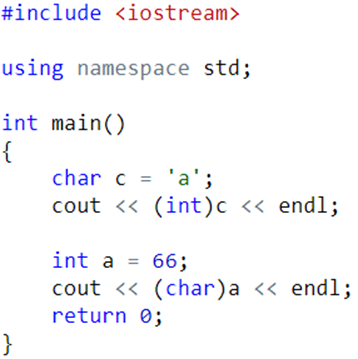 #include <iostream>
using namespace std;
int main()
{
    char c = 'a';
    cout << (int)c << endl;
    int a = 66;
    cout << (char)a << endl;
    return 0;
}